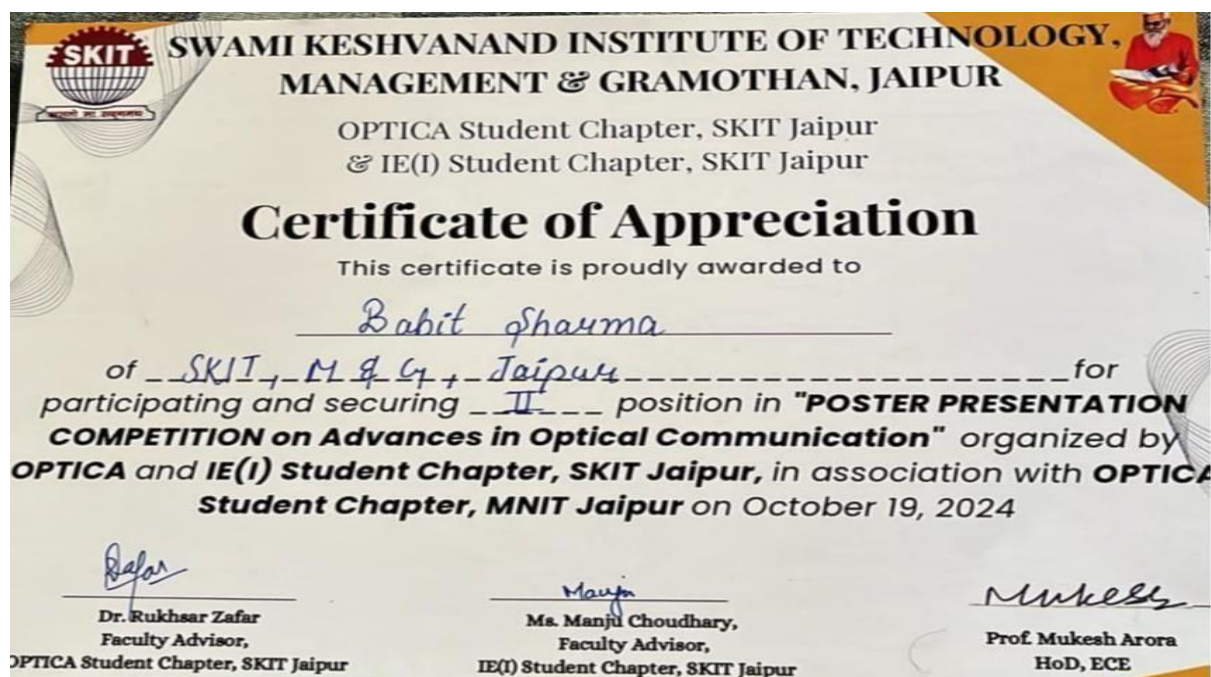 SKIT
SWAMI KESHVANAND INSTITUTE OF TECHNOLOGY,
MANAGEMENT & GRAMOTHAN, JAIPUR
OPTICA Student Chapter, SKIT Jaipur
& IE(I) Student Chapter, SKIT Jaipur
Certificate of Appreciation
This certificate is proudly awarded to
Babit Sharma
of SKIT, M & G, Jaipur for
participating and securing II position in "POSTER PRESENTATION
COMPETITION on Advances in Optical Communication" organized by
OPTICA and IE(I) Student Chapter, SKIT Jaipur, in association with OPTICA
Student Chapter, MNIT Jaipur on October 19, 2024
Zafar Manju Mukesh
Dr. Rukhsar Zafar Ms. Manju Choudhary, Prof. Mukesh Arora
Faculty Advisor, Faculty Advisor, HoD, ECE
OPTICA Student Chapter, SKIT Jaipur IE(I) Student Chapter, SKIT Jaipur